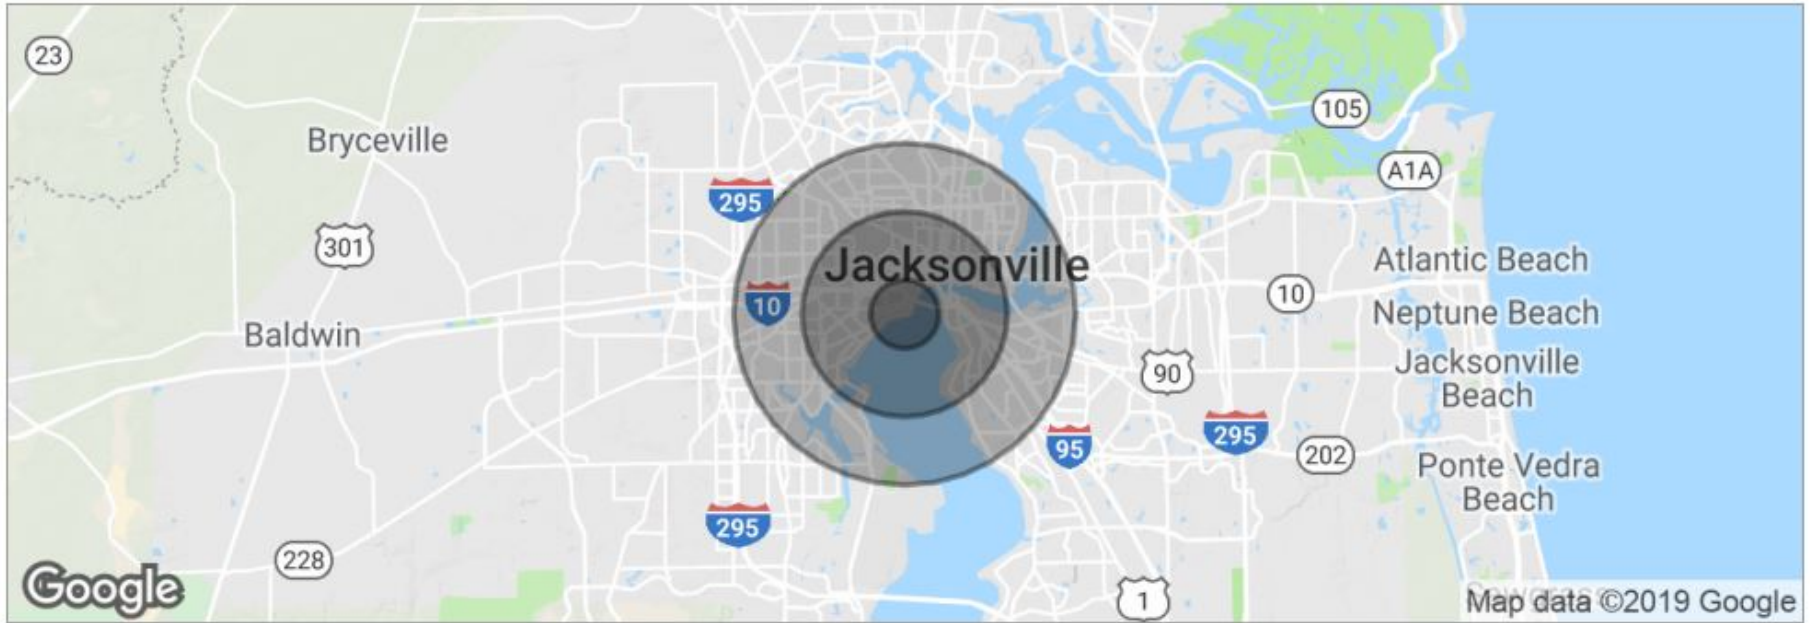 23
105
Bryceville
A1A
295
301
Jacksonville
Atlantic Beach
10
10
Neptune Beach
Baldwin
Jacksonville
Beach
90
295
95
202
Ponte Vedra
Beach
295
228
Google
1
Map data ©2019 Google